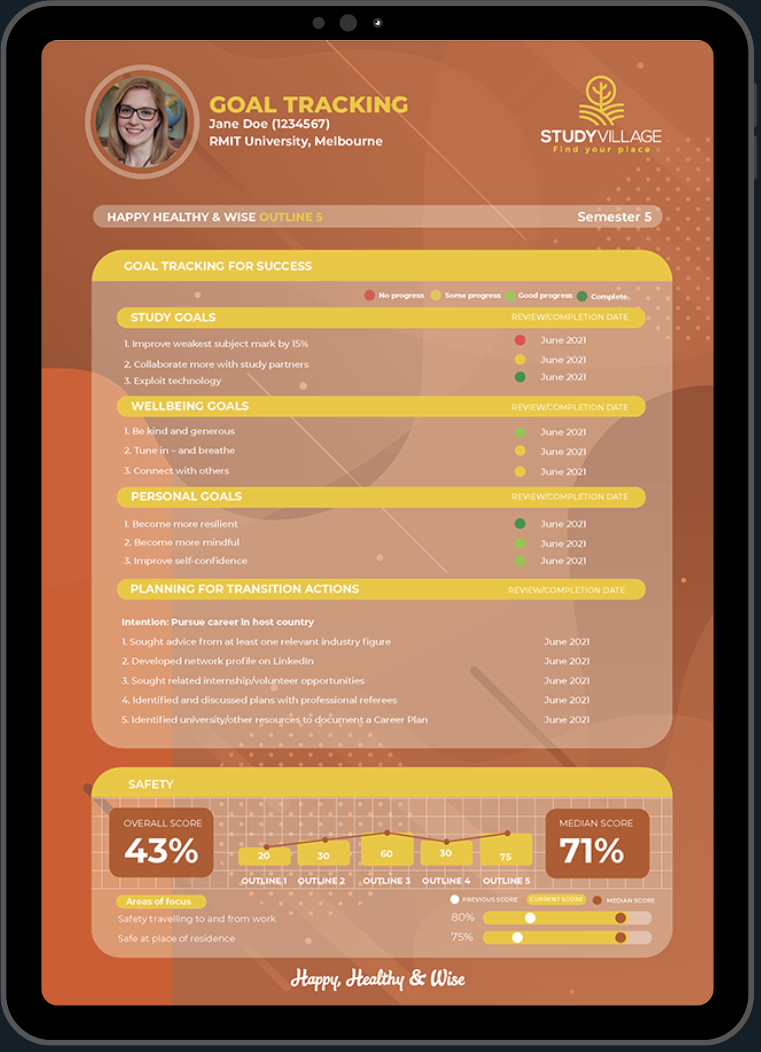 GOAL TRACKING
Jane Doe (1234567)
RMIT University, Melbourne
STUDYVILLAGE
Find your place
HAPPY HEALTHY & WISE OUTLINE 5 Semester 5
GOAL TRACKING FOR SUCCESS
No progress Some progress Good progress Complete
STUDY GOALS REVIEW/COMPLETION DATE
1. Improve weakest subject mark by 15% June 2021
2. Collaborate more with study partners June 2021
3. Exploit technology June 2021
WELLBEING GOALS REVIEW/COMPLETION DATE
1. Be kind and generous June 2021
2. Tune in – and breathe June 2021
3. Connect with others June 2021
PERSONAL GOALS REVIEW/COMPLETION DATE
1. Become more resilient June 2021
2. Become more mindful June 2021
3. Improve self-confidence June 2021
PLANNING FOR TRANSITION ACTIONS REVIEW/COMPLETION DATE
Intention: Pursue career in host country
1. Sought advice from at least one relevant industry figure June 2021
2. Developed network profile on LinkedIn June 2021
3. Sought related internship/volunteer opportunities June 2021
4. Identified and discussed plans with professional referees June 2021
5. Identified university/other resources to document a Career Plan June 2021
SAFETY
OVERALL SCORE
43%
20 30 60 30 75
OUTLINE 1 OUTLINE 2 OUTLINE 3 OUTLINE 4 OUTLINE 5
MEDIAN SCORE
71%
Areas of focus PREVIOUS SCORE CURRENT SCORE MEDIAN SCORE
Safety travelling to and from work 80%
Safe at place of residence 75%
Happy, Healthy & Wise